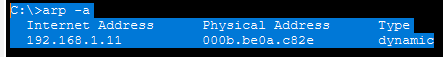 C:\>arp -a
Internet Address Physical Address Type
192.168.1.11 000b.be0a.c82e dynamic